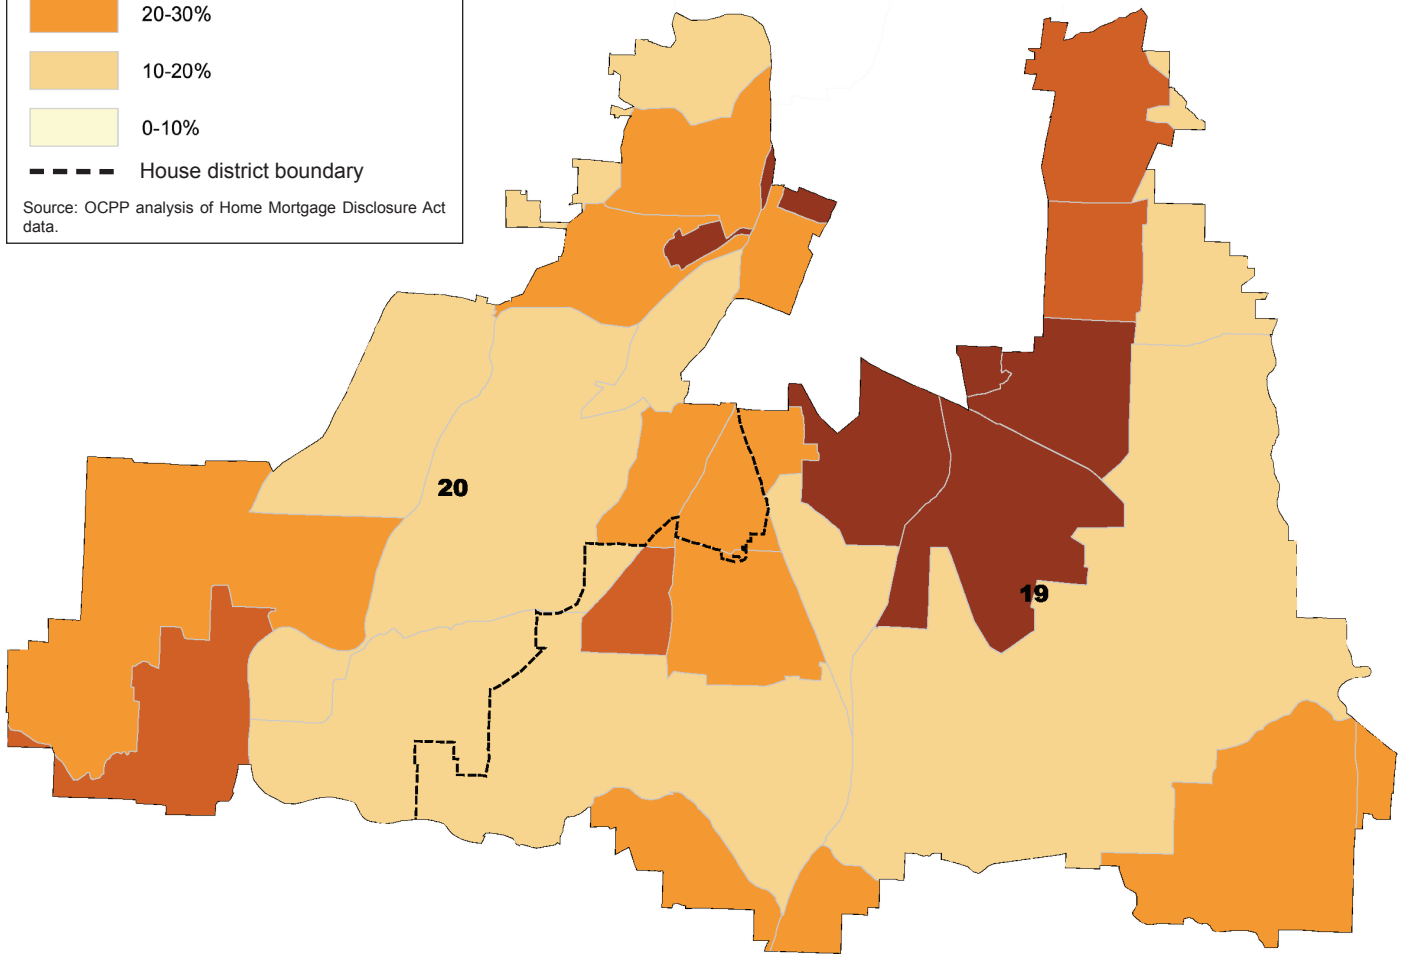 20-30%
10-20%
0-10%
House district boundary
Source: OCPP analysis of Home Mortgage Disclosure Act
data.
20
19